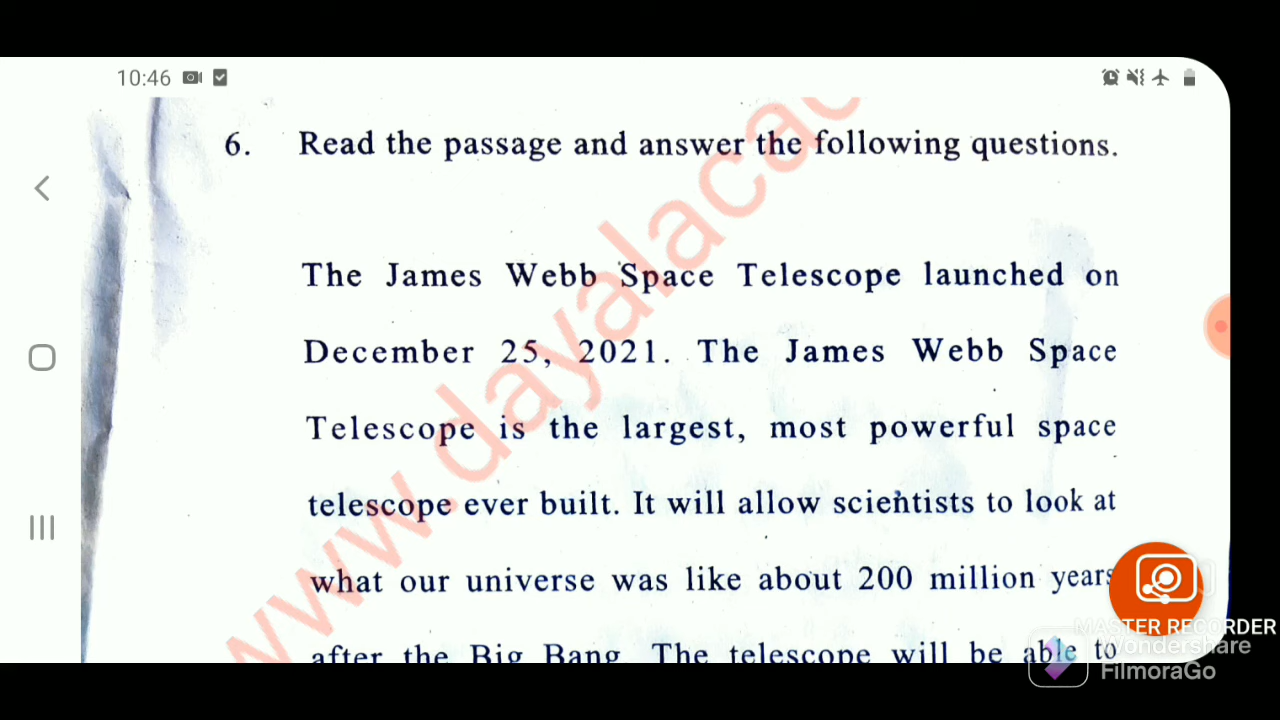 10:46
6. Read the passage and answer the following questions.
The James Webb Space Telescope launched on
December 25, 2021. The James Webb Space
Telescope is the largest, most powerful space
telescope ever built. It will allow scientists to look at
what our universe was like about 200 million years
after the Big Bang. The telescope will be able to
www.dayalacad
MASTER RECORDER
Wondershare
FilmoraGo